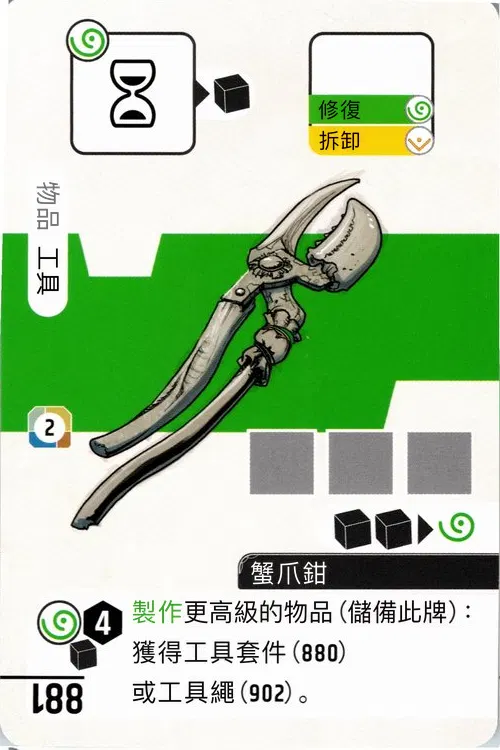 修復
拆卸
物品 工具
2
蟹爪鉗
4 製作更高級的物品(儲備此牌):
獲得工具套件(880)
或工具繩(902)。
881